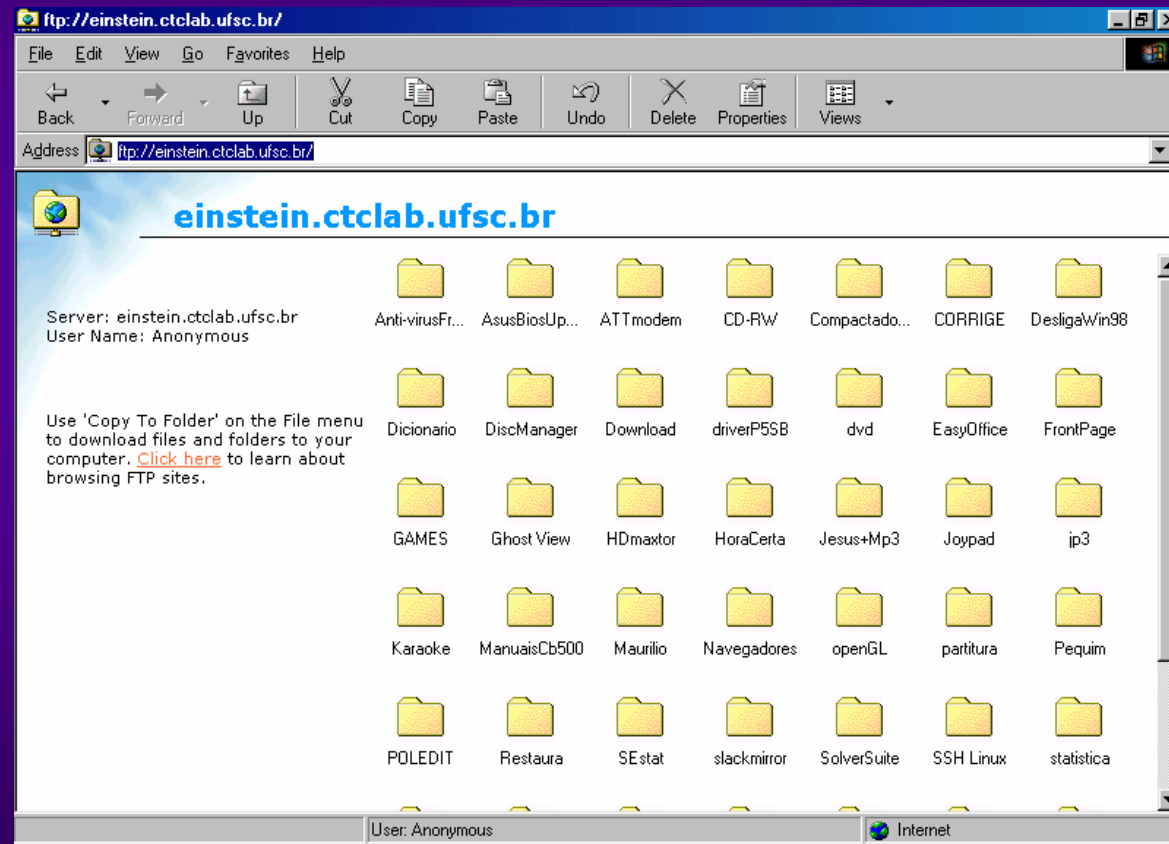 ftp://einstein.ctclab.ufsc.br/
File Edit View Go Favorites Help
Back Forward Up Cut Copy Paste Undo Delete Properties Views
Address ftp://einstein.ctclab.ufsc.br/
einstein.ctclab.ufsc.br
Server: einstein.ctclab.ufsc.br
User Name: Anonymous
Use 'Copy To Folder' on the File menu
to download files and folders to your
computer. Click here to learn about
browsing FTP sites.
Anti-virusFr... AsusBiosUp... ATTmodem CD-RW Compactado... CORRIGE DesligaWin98
Dicionario DiscManager Download driverP5SB dvd EasyOffice FrontPage
GAMES Ghost View HDmaxtor HoraCerta Jesus+Mp3 Joypad jp3
Karaoke ManuaisCb500 Maurilio Navegadores openGL partitura Pequim
POLEDIT Restaura SEstat slackmirror SolverSuite SSH Linux statistica
User: Anonymous Internet